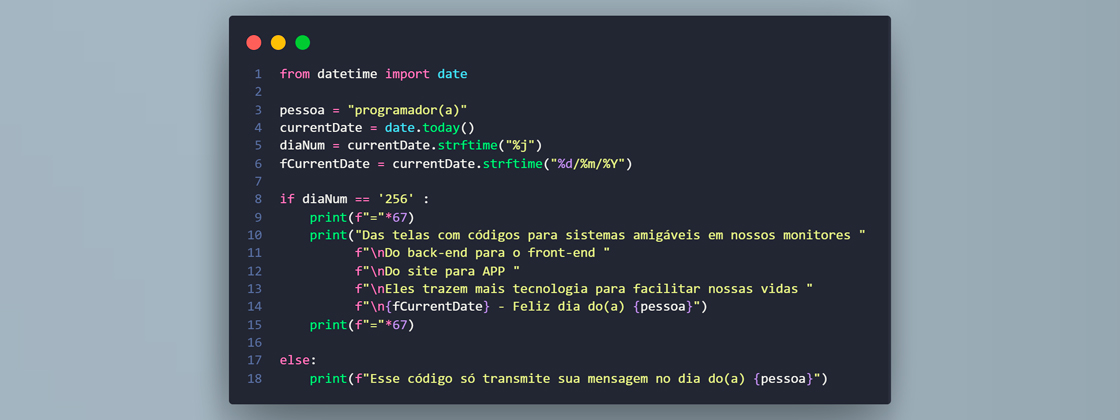 1 from datetime import date
2
3 pessoa = "programador(a)"
4 currentDate = date.today()
5 diaNum = currentDate.strftime("%j")
6 fCurrentDate = currentDate.strftime("%d/%m/%Y")
7
8 if diaNum == '256' :
9     print(f"="*67)
10     print("Das telas com códigos para sistemas amigáveis em nossos monitores "
11           f"\nDo back-end para o front-end "
12           f"\nDo site para APP "
13           f"\nEles trazem mais tecnologia para facilitar nossas vidas "
14           f"\n{fCurrentDate} - Feliz dia do(a) {pessoa}")
15     print(f"="*67)
16
17 else:
18     print(f"Esse código só transmite sua mensagem no dia do(a) {pessoa}")